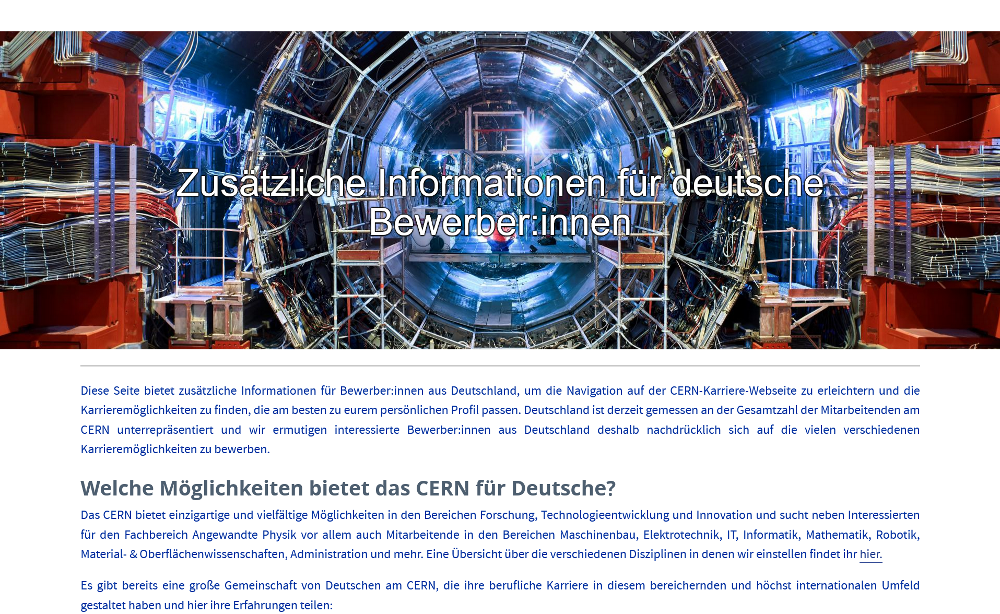 Zusätzliche Informationen für deutsche
Bewerber:innen
Diese Seite bietet zusätzliche Informationen für Bewerber:innen aus Deutschland, um die Navigation auf der CERN-Karriere-Webseite zu erleichtern und die
Karrieremöglichkeiten zu finden, die am besten zu eurem persönlichen Profil passen. Deutschland ist derzeit gemessen an der Gesamtzahl der Mitarbeitenden am
CERN unterrepräsentiert und wir ermutigen interessierte Bewerber:innen aus Deutschland deshalb nachdrücklich sich auf die vielen verschiedenen
Karrieremöglichkeiten zu bewerben.
Welche Möglichkeiten bietet das CERN für Deutsche?
Das CERN bietet einzigartige und vielfältige Möglichkeiten in den Bereichen Forschung, Technologieentwicklung und Innovation und sucht neben Interessierten
für den Fachbereich Angewandte Physik vor allem auch Mitarbeitende in den Bereichen Maschinenbau, Elektrotechnik, IT, Informatik, Mathematik, Robotik,
Material- & Oberflächenwissenschaften, Administration und mehr. Eine Übersicht über die verschiedenen Disziplinen in denen wir einstellen findet ihr hier.
Es gibt bereits eine große Gemeinschaft von Deutschen am CERN, die ihre berufliche Karriere in diesem bereichernden und höchst internationalen Umfeld
gestaltet haben und hier ihre Erfahrungen teilen: